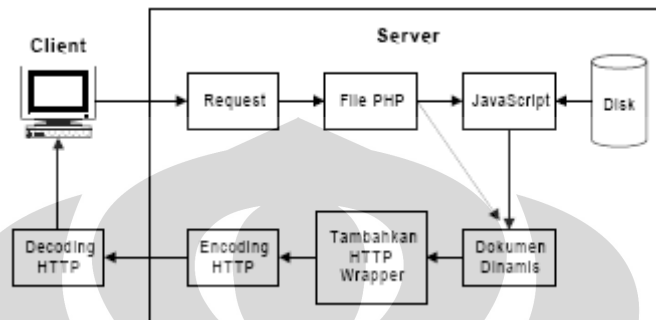 Client
Server
Request
File PHP
JavaScript
Disk
Decoding
HTTP
Encoding
HTTP
Tambahkan
HTTP
Wrapper
Dokumen
Dinamis